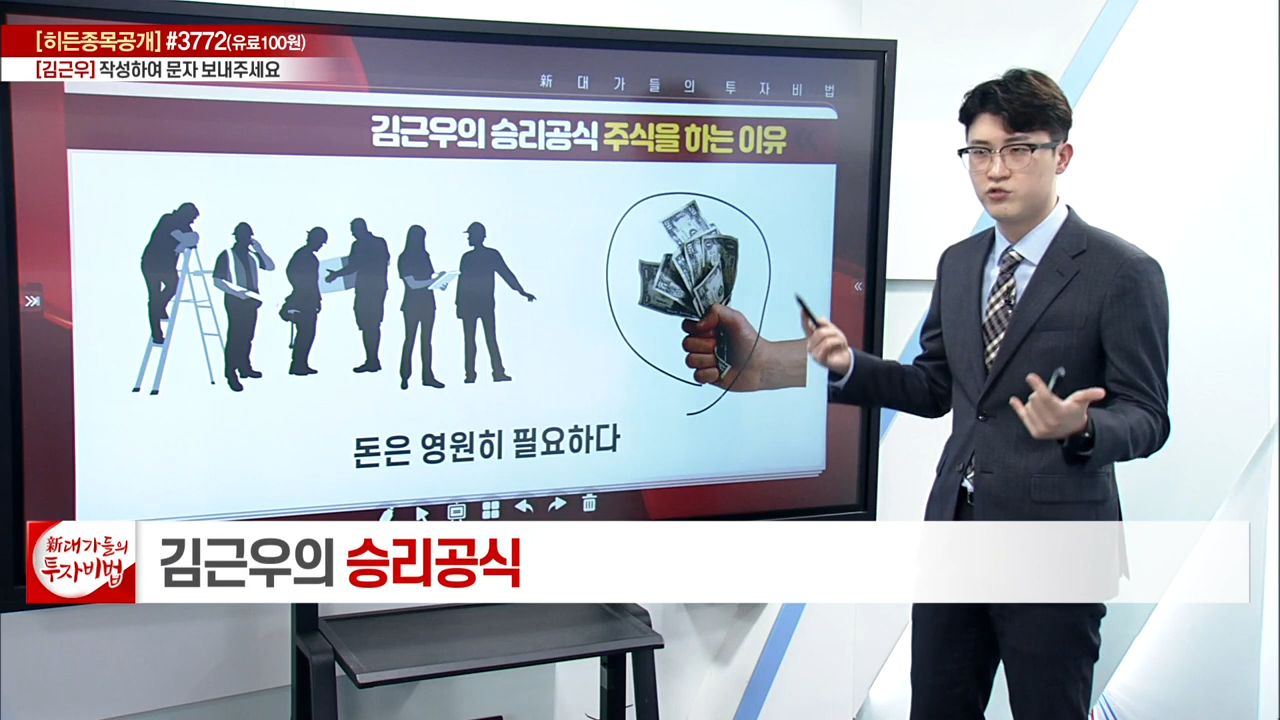 [히든종목공개] #3772(유료100원)
[김근우] 작성하여 문자 보내주세요
新 대 가 들 의 투 자 비 법
김근우의 승리공식 주식을 하는 이유
돈은 영원히 필요하다
新대가들의
투자비법
김근우의 승리공식